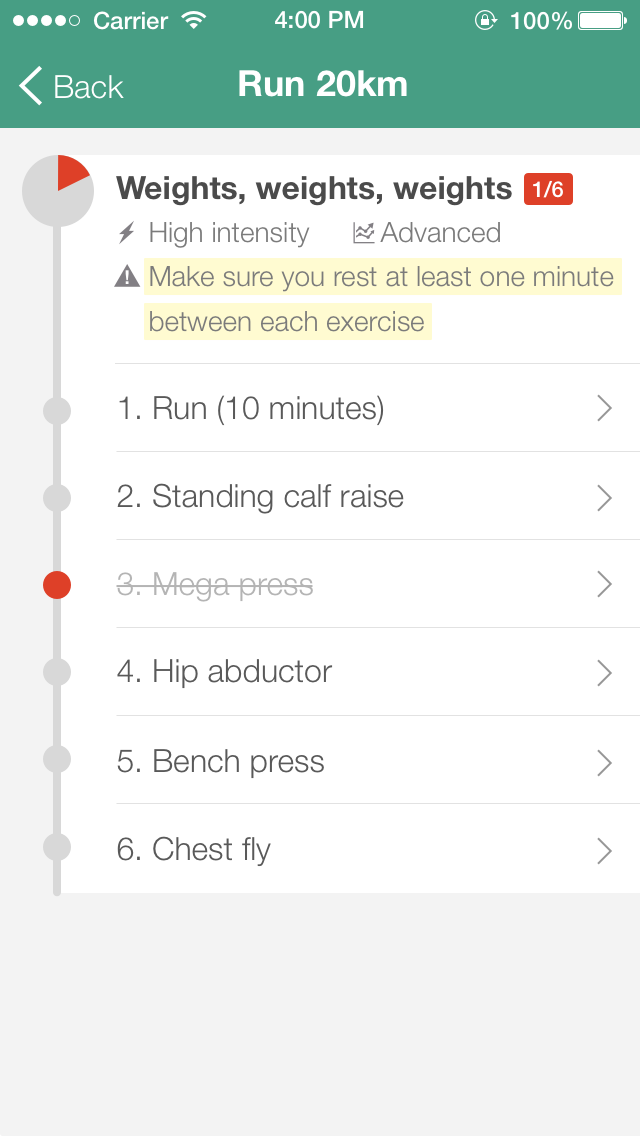 Carrier 4:00 PM 100%
Back Run 20km
Weights, weights, weights 1/6
High intensity Advanced
Make sure you rest at least one minute
between each exercise
1. Run (10 minutes)
2. Standing calf raise
3. Mega press
4. Hip abductor
5. Bench press
6. Chest fly